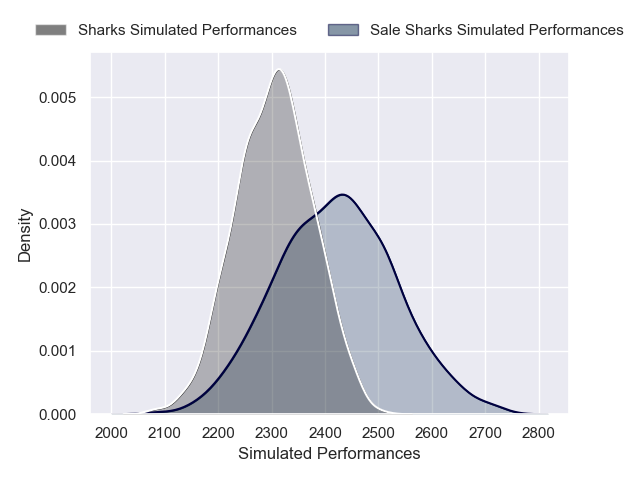 Sharks Simulated Performances
Sale Sharks Simulated Performances
0.005
0.004
0.003
0.002
0.001
0.000
Density
2000 2100 2200 2300 2400 2500 2600 2700 2800
Simulated Performances